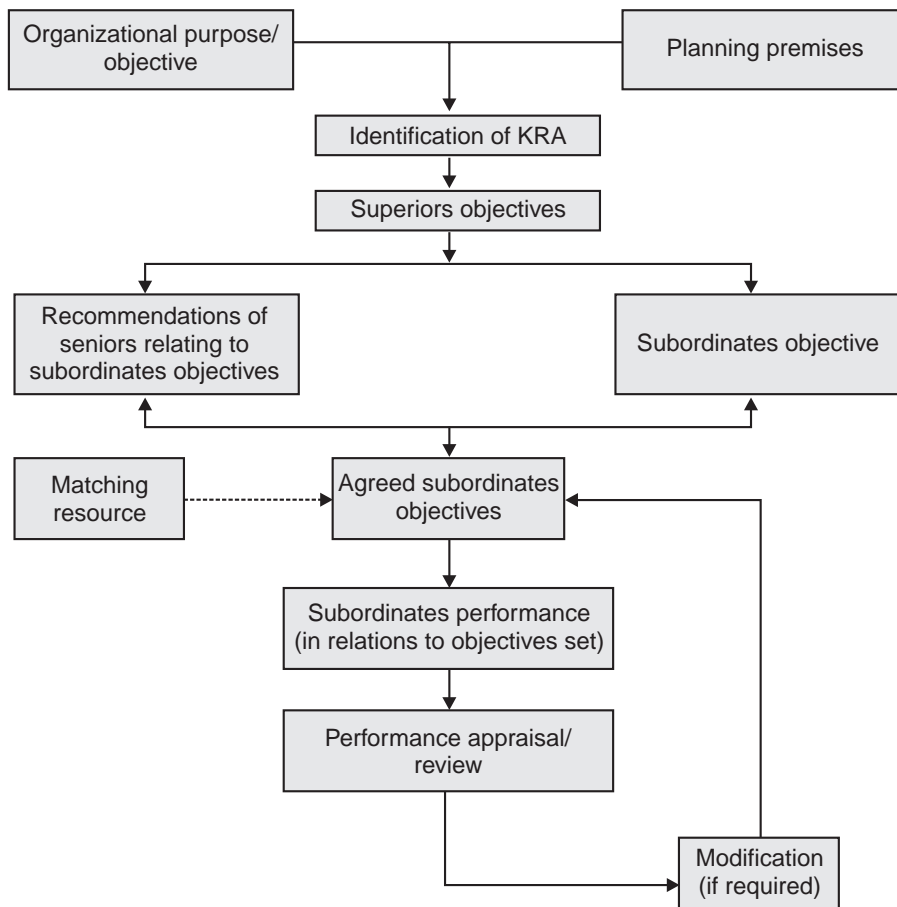 Organizational purpose/
objective
Planning premises
Identification of KRA
Superiors objectives
Recommendations of
seniors relating to
subordinates objectives
Subordinates objective
Matching
resource
Agreed subordinates
objectives
Subordinates performance
(in relations to objectives set)
Performance appraisal/
review
Modification
(if required)